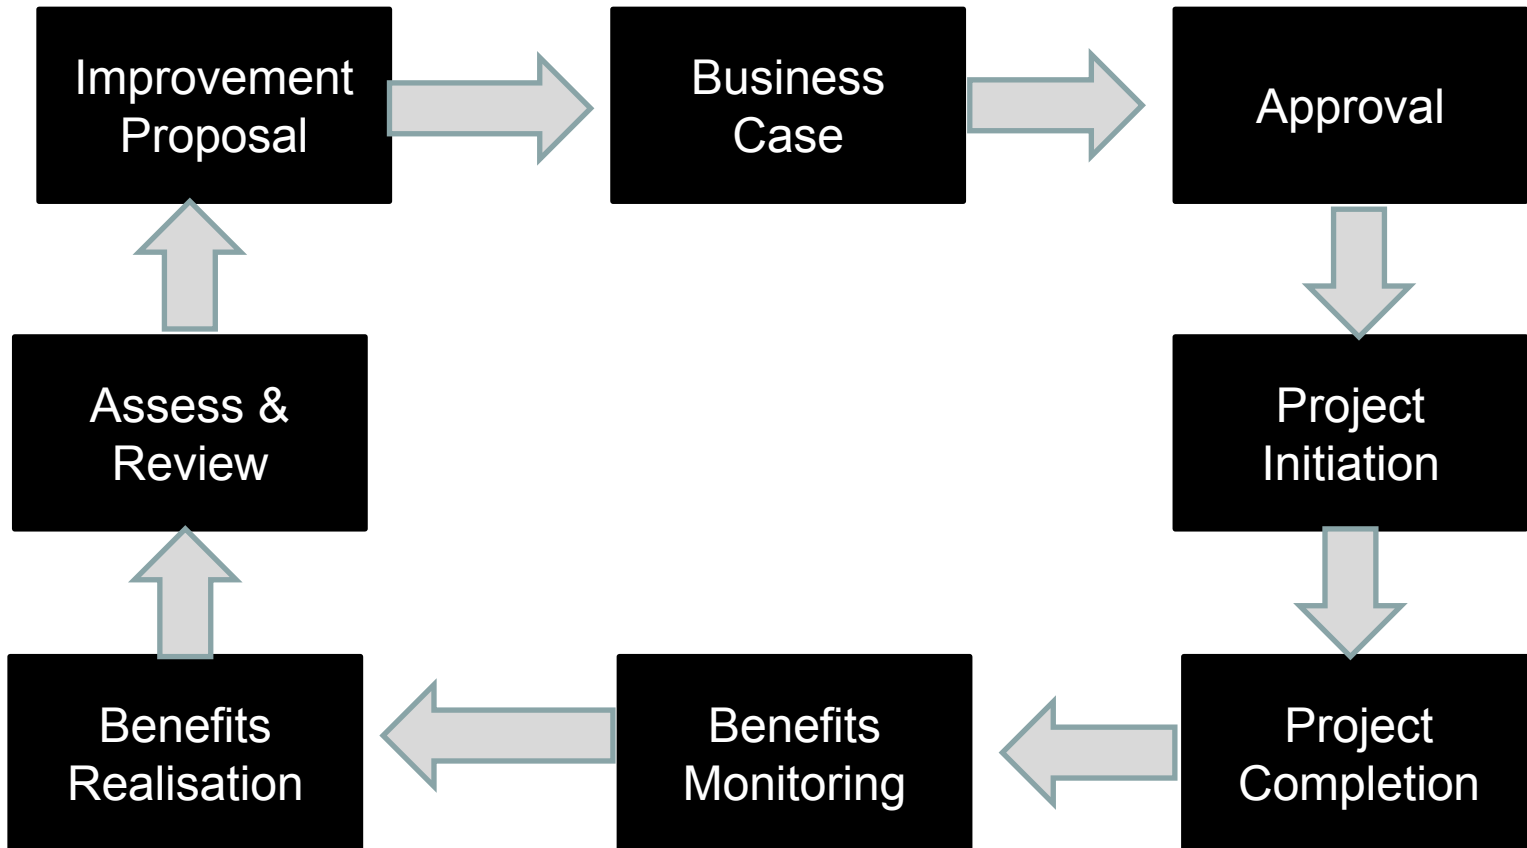 Improvement
Proposal
Business
Case
Approval
Assess &
Review
Project
Initiation
Benefits
Realisation
Benefits
Monitoring
Project
Completion